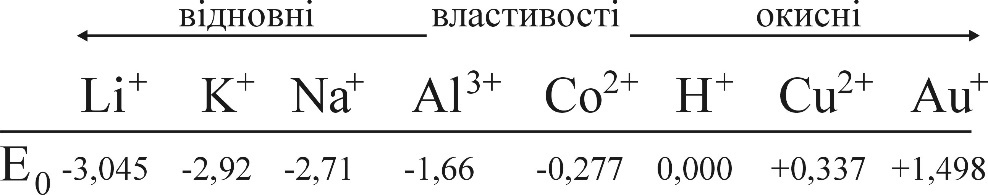 відновні властивості окисні
Li⁺ K⁺ Na⁺ Al³⁺ Co²⁺ H⁺ Cu²⁺ Au⁺
E₀ -3,045 -2,92 -2,71 -1,66 -0,277 0,000 +0,337 +1,498